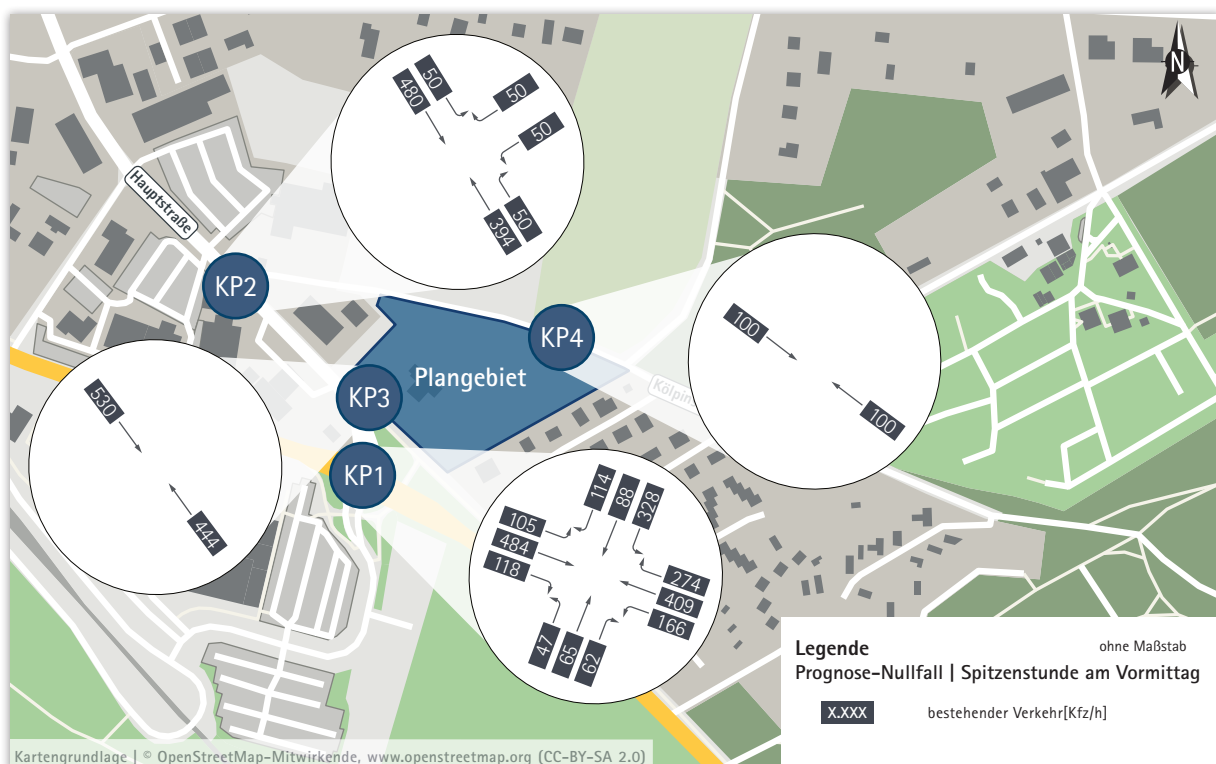 N
50
480
50
50
50
394
Hauptstraße
KP2
KP4
100
100
Plangebiet
Kölpin
KP3
530
444
KP1
114
88
328
105
484
118
274
409
166
47
65
62
Legende
ohne Maßstab
Prognose-Nullfall | Spitzenstunde am Vormittag
X.XXX
bestehender Verkehr[Kfz/h]
Kartengrundlage | © OpenStreetMap-Mitwirkende, www.openstreetmap.org (CC-BY-SA 2.0)